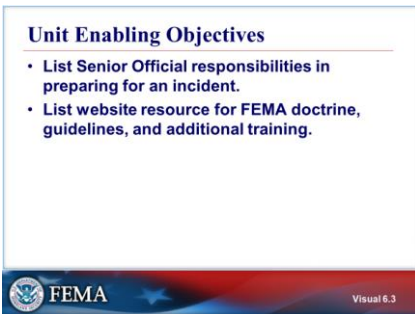 Unit Enabling Objectives
• List Senior Official responsibilities in
preparing for an incident.
• List website resource for FEMA doctrine,
guidelines, and additional training.
FEMA
Visual 6.3